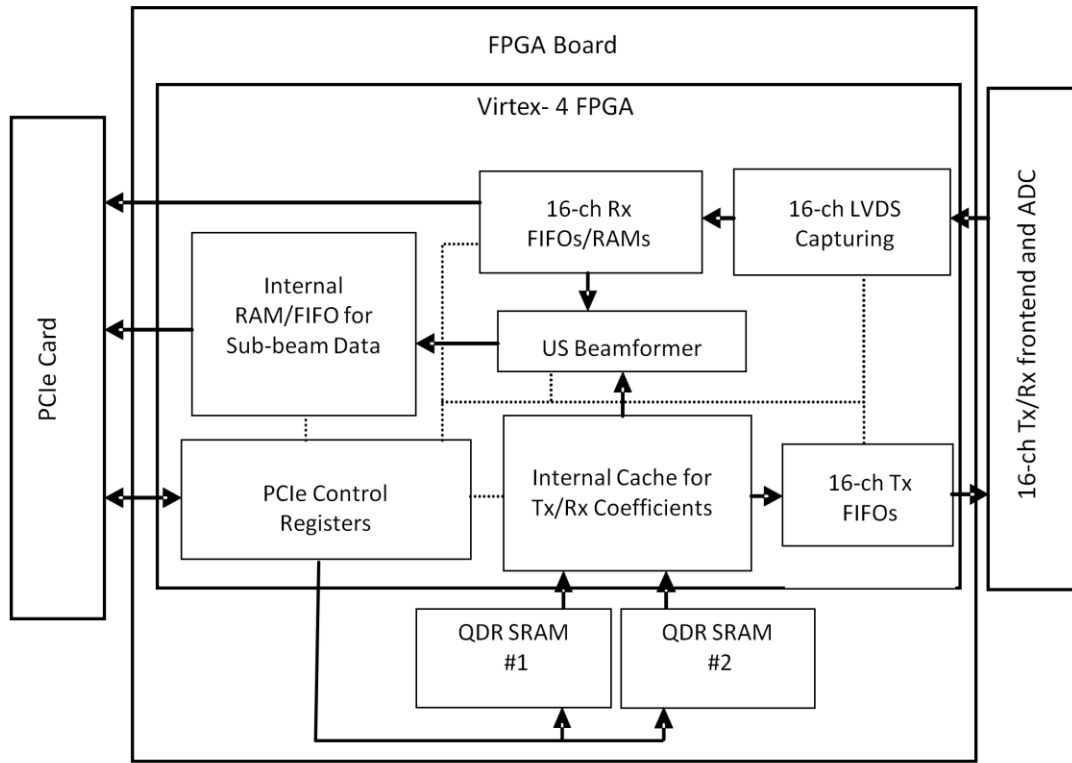 FPGA Board
Virtex- 4 FPGA
PCIe Card
16-ch Rx
FIFOs/RAMs
16-ch LVDS
Capturing
16-ch Tx/Rx frontend and ADC
Internal
RAM/FIFO for
Sub-beam Data
US Beamformer
PCIe Control
Registers
Internal Cache for
Tx/Rx Coefficients
16-ch Tx
FIFOs
QDR SRAM
#1
QDR SRAM
#2